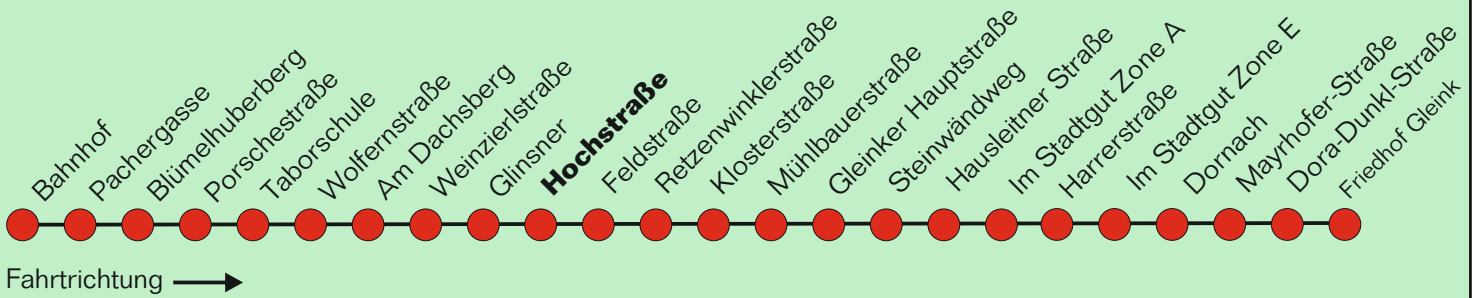 Bahnhof
Pachergasse
Blümelhuberberg
Porschestraße
Taborschule
Wolfernstraße
Am Dachsberg
Weinzierlstraße
Glinsner
Hochstraße
Feldstraße
Retzenwinklerstraße
Klosterstraße
Mühlbauerstraße
Gleinker Hauptstraße
Steinwändweg
Hausleitner Straße
Im Stadtgut Zone A
Harrerstraße
Im Stadtgut Zone E
Dornach
Mayrhofer-Straße
Dora-Dunkl-Straße
Friedhof Gleink
Fahrtrichtung